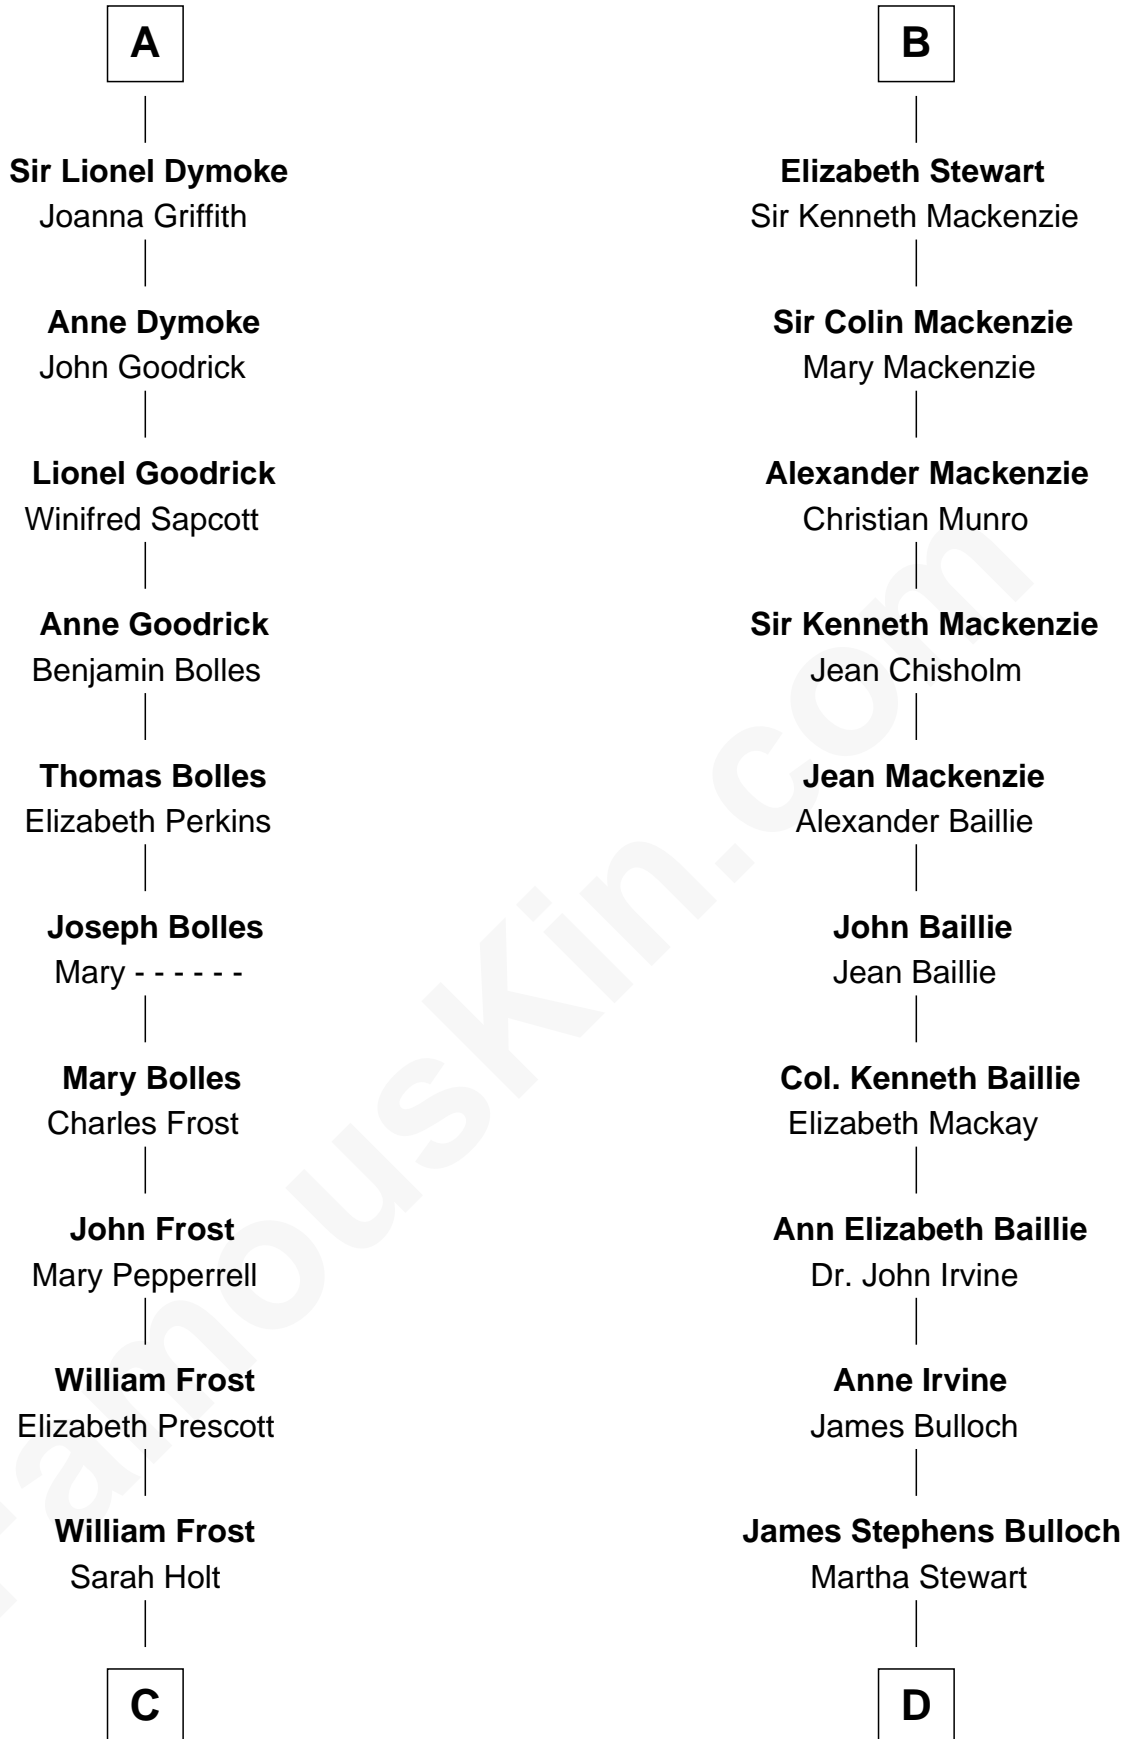 A
Sir Lionel Dymoke
Joanna Griffith
Anne Dymoke
John Goodrick
Lionel Goodrick
Winifred Sapcott
Anne Goodrick
Benjamin Bolles
Thomas Bolles
Elizabeth Perkins
Joseph Bolles
Mary - - - - - -
Mary Bolles
Charles Frost
John Frost
Mary Pepperrell
William Frost
Elizabeth Prescott
William Frost
Sarah Holt
C
B
Elizabeth Stewart
Sir Kenneth Mackenzie
Sir Colin Mackenzie
Mary Mackenzie
Alexander Mackenzie
Christian Munro
Sir Kenneth Mackenzie
Jean Chisholm
Jean Mackenzie
Alexander Baillie
John Baillie
Jean Baillie
Col. Kenneth Baillie
Elizabeth Mackay
Ann Elizabeth Baillie
Dr. John Irvine
Anne Irvine
James Bulloch
James Stephens Bulloch
Martha Stewart
D
FamousKin.com